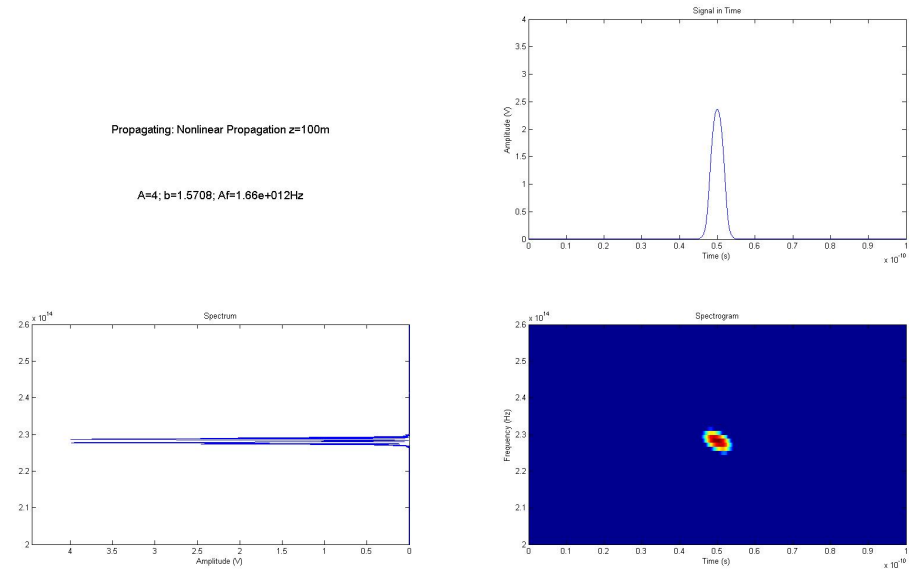 Propagating: Nonlinear Propagation z=100m
A=4; b=1.5708; Af=1.66e+012Hz
Signal in Time
4
3.5
3
2.5
2
1.5
1
0.5
0
Amplitude (V)
0 0.1 0.2 0.3 0.4 0.5 0.6 0.7 0.8 0.9 1
Time (s)
x 10^-10
Spectrum
x 10^14
2.6
2.5
2.4
2.3
2.2
2.1
2
4 3.5 3 2.5 2 1.5 1 0.5 0
Amplitude (V)
Spectrogram
x 10^14
2.6
2.5
2.4
2.3
2.2
2.1
2
Frequency (Hz)
0 0.1 0.2 0.3 0.4 0.5 0.6 0.7 0.8 0.9 1
Time (s)
x 10^-10